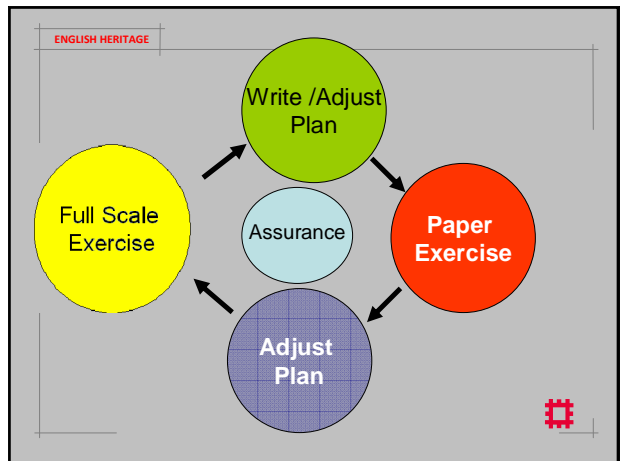 ENGLISH HERITAGE
Write /Adjust
Plan
Full Scale
Exercise
Assurance
Paper
Exercise
Adjust
Plan